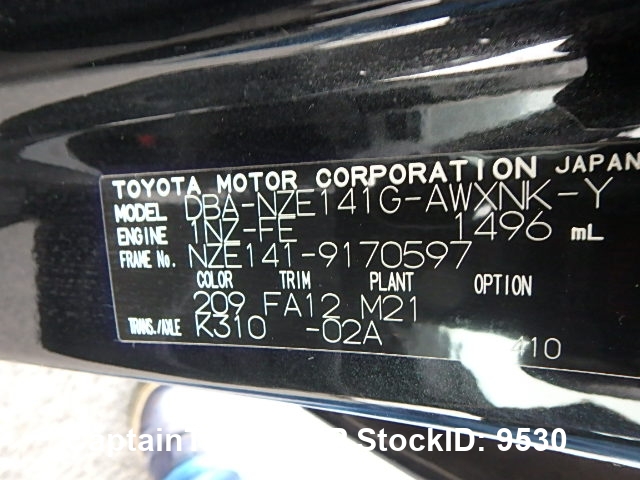 TOYOTA MOTOR CORPORATION JAPAN
MODEL DBA-NZE141G-AWXNK-Y
ENGINE 1NZ-FE 1496 mL
FRAME No. NZE141-9170597
COLOR TRIM PLANT OPTION
209 FA12 M21
TRANS./AXLE K310 -02A
410
StockID: 9530